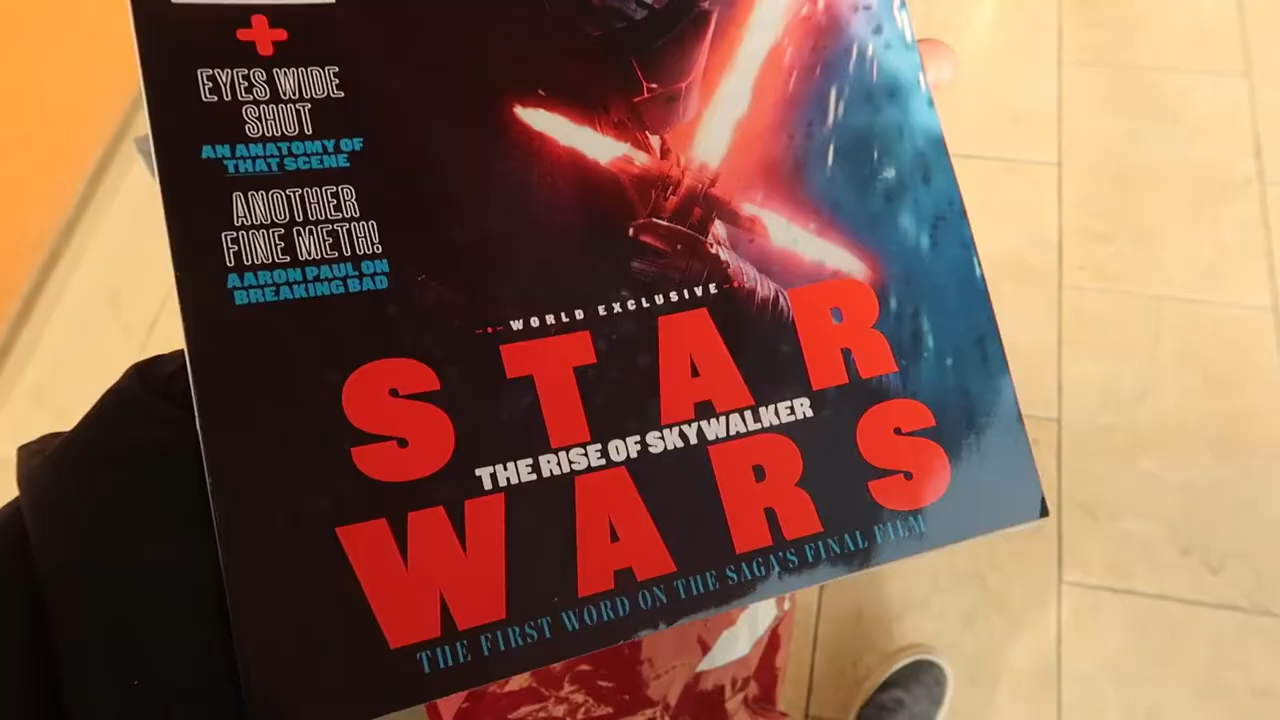 +
EYES WIDE
SHUT
AN ANATOMY OF
THAT SCENE
ANOTHER
FINE METH!
AARON PAUL ON
BREAKING BAD
WORLD EXCLUSIVE
STAR
THE RISE OF SKYWALKER
WARS
THE FIRST WORD ON THE SAGA'S FINAL FILM